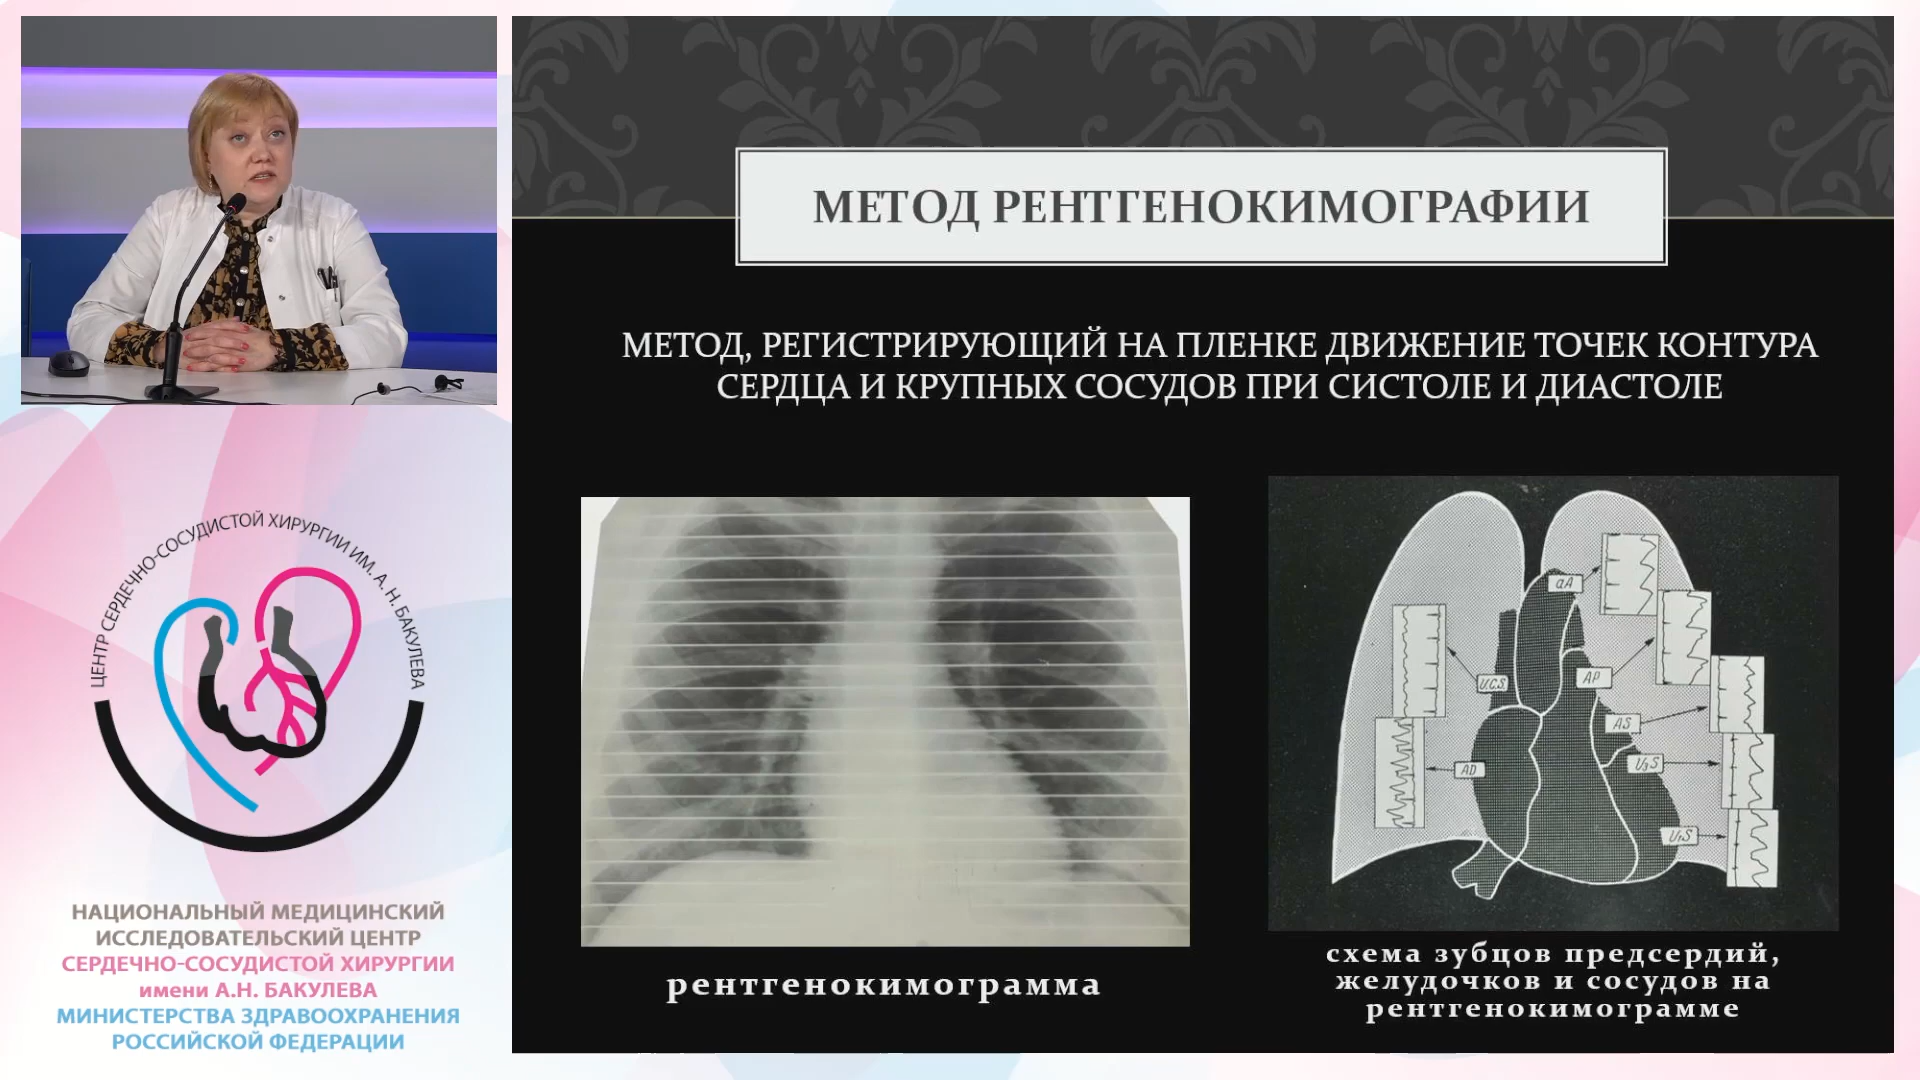 ЦЕНТР СЕРДЕЧНО-СОСУДИСТОЙ ХИРУРГИИ ИМ. А. Н. БАКУЛЕВА
НАЦИОНАЛЬНЫЙ МЕДИЦИНСКИЙ
ИССЛЕДОВАТЕЛЬСКИЙ ЦЕНТР
СЕРДЕЧНО-СОСУДИСТОЙ ХИРУРГИИ
имени А.Н. БАКУЛЕВА
МИНИСТЕРСТВА ЗДРАВООХРАНЕНИЯ
РОССИЙСКОЙ ФЕДЕРАЦИИ
МЕТОД РЕНТГЕНОКИМОГРАФИИ
МЕТОД, РЕГИСТРИРУЮЩИЙ НА ПЛЕНКЕ ДВИЖЕНИЕ ТОЧЕК КОНТУРА
СЕРДЦА И КРУПНЫХ СОСУДОВ ПРИ СИСТОЛЕ И ДИАСТОЛЕ
рентгенокимограмма
aA
U.C.S.
AP
AS
AD
U₃S
U₁S
схема зубцов предсердий,
желудочков и сосудов на
рентгенокимограмме